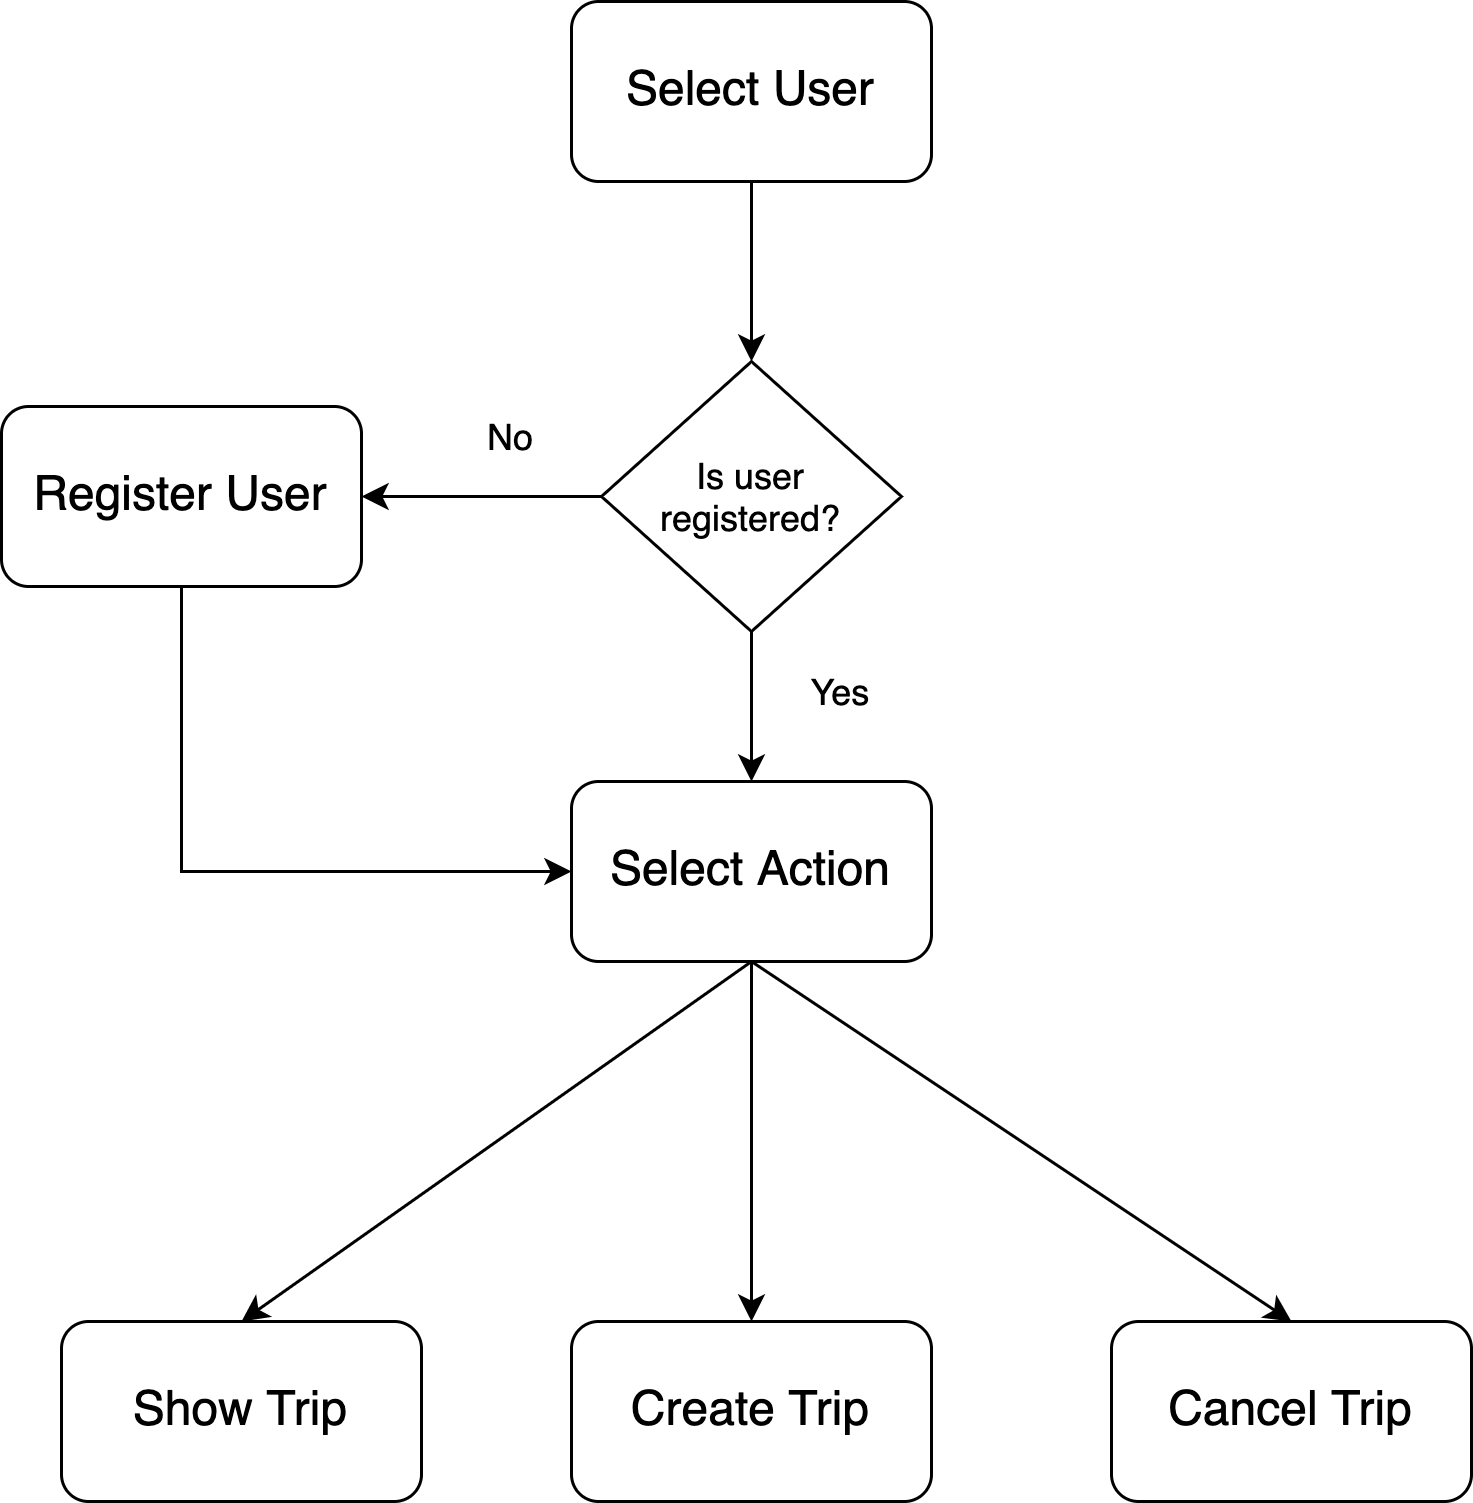 Select User
No
Register User
Is user
registered?
Yes
Select Action
Show Trip
Create Trip
Cancel Trip